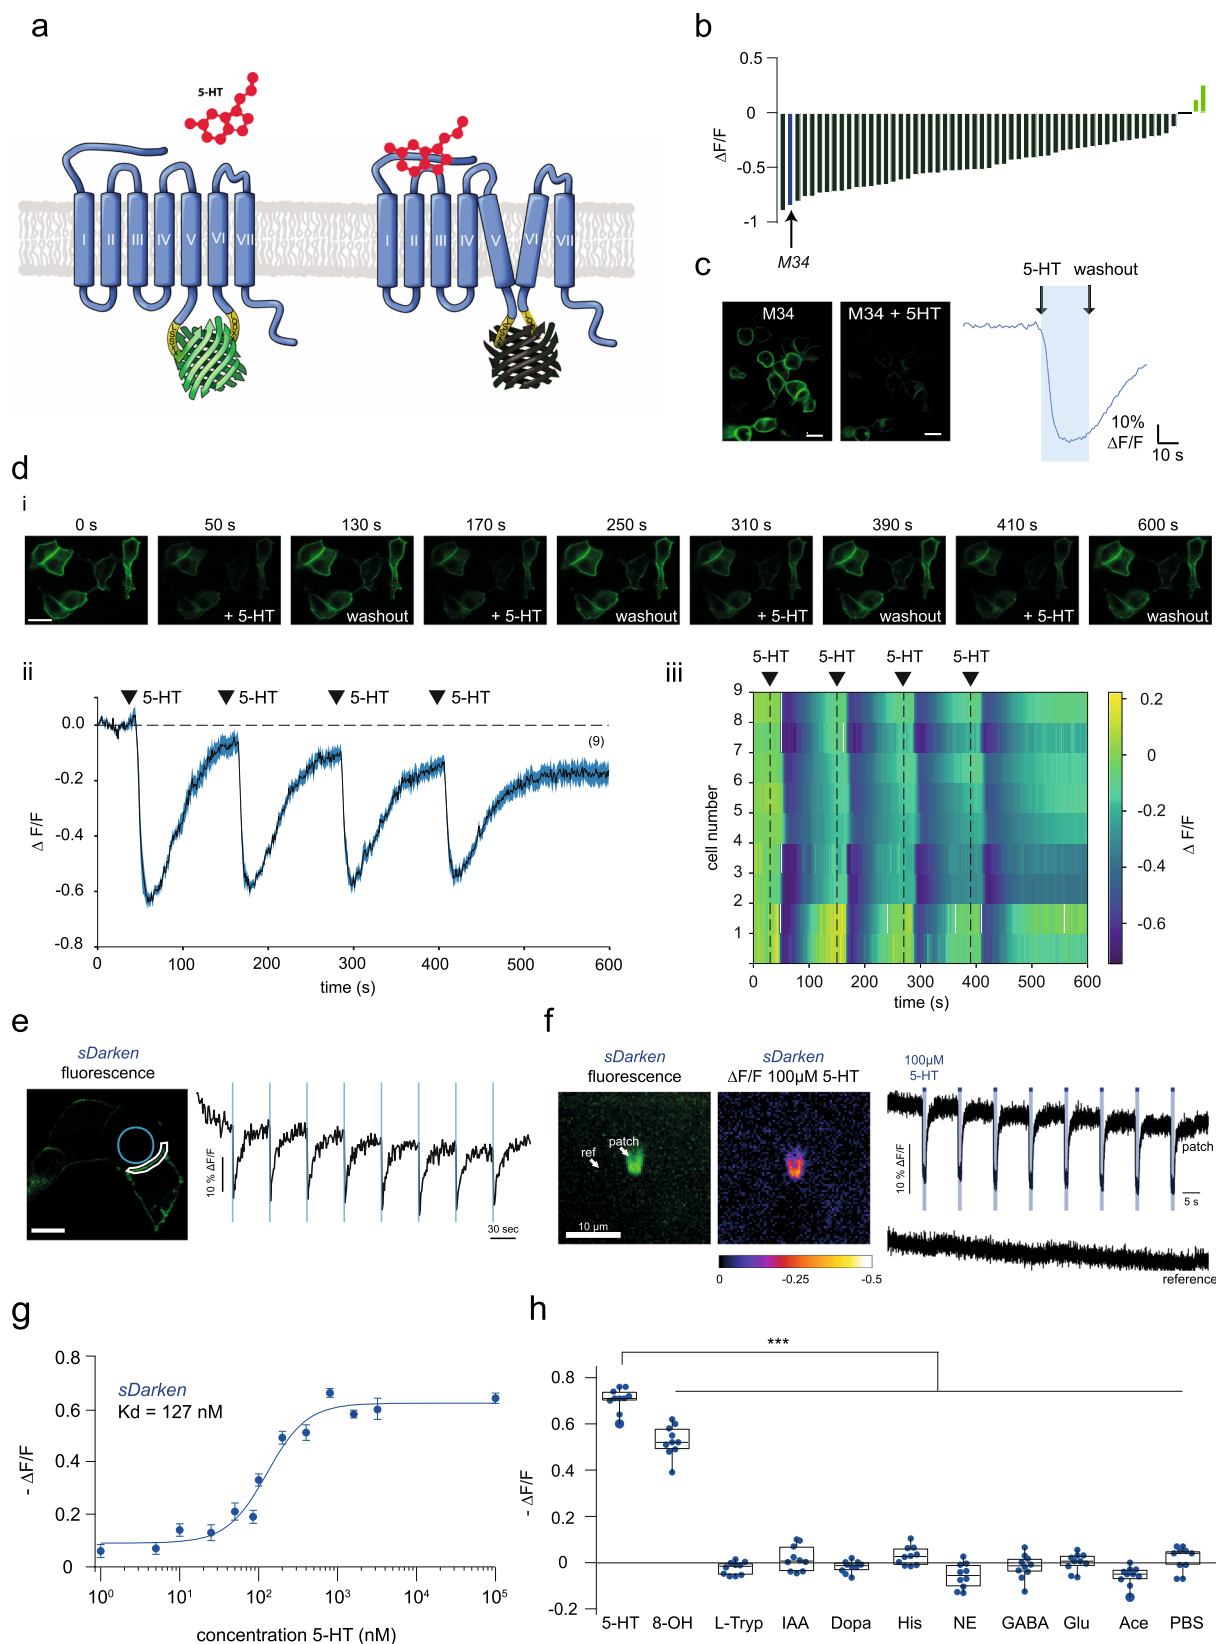 a
5-HT
I II III IV V VI VII
I II III IV V VI VII
b
0.5
0
-0.5
-1
ΔF/F
M34
c
M34
M34 + 5HT
5-HT washout
10%
ΔF/F
10 s
d
i
0 s 50 s 130 s 170 s 250 s 310 s 390 s 410 s 600 s
+ 5-HT washout + 5-HT washout + 5-HT washout + 5-HT washout
ii
5-HT 5-HT 5-HT 5-HT
(9)
0.0
-0.2
-0.4
-0.6
-0.8
Δ F/F
0 100 200 300 400 500 600
time (s)
iii
5-HT 5-HT 5-HT 5-HT
9
8
7
6
5
4
3
2
1
cell number
0 100 200 300 400 500 600
time (s)
0.2
0
-0.2
-0.4
-0.6
Δ F/F
e
sDarken
fluorescence
10 % ΔF/F
30 sec
f
sDarken
fluorescence
ref
patch
10 µm
sDarken
ΔF/F 100µM 5-HT
0 -0.25 -0.5
100µM
5-HT
10 % ΔF/F
patch
5 s
reference
g
sDarken
Kd = 127 nM
0.8
0.6
0.4
0.2
0
- ΔF/F
10⁰ 10¹ 10² 10³ 10⁴ 10⁵
concentration 5-HT (nM)
h
***
0.8
0.6
0.4
0.2
0
-0.2
- ΔF/F
5-HT 8-OH L-Tryp IAA Dopa His NE GABA Glu Ace PBS